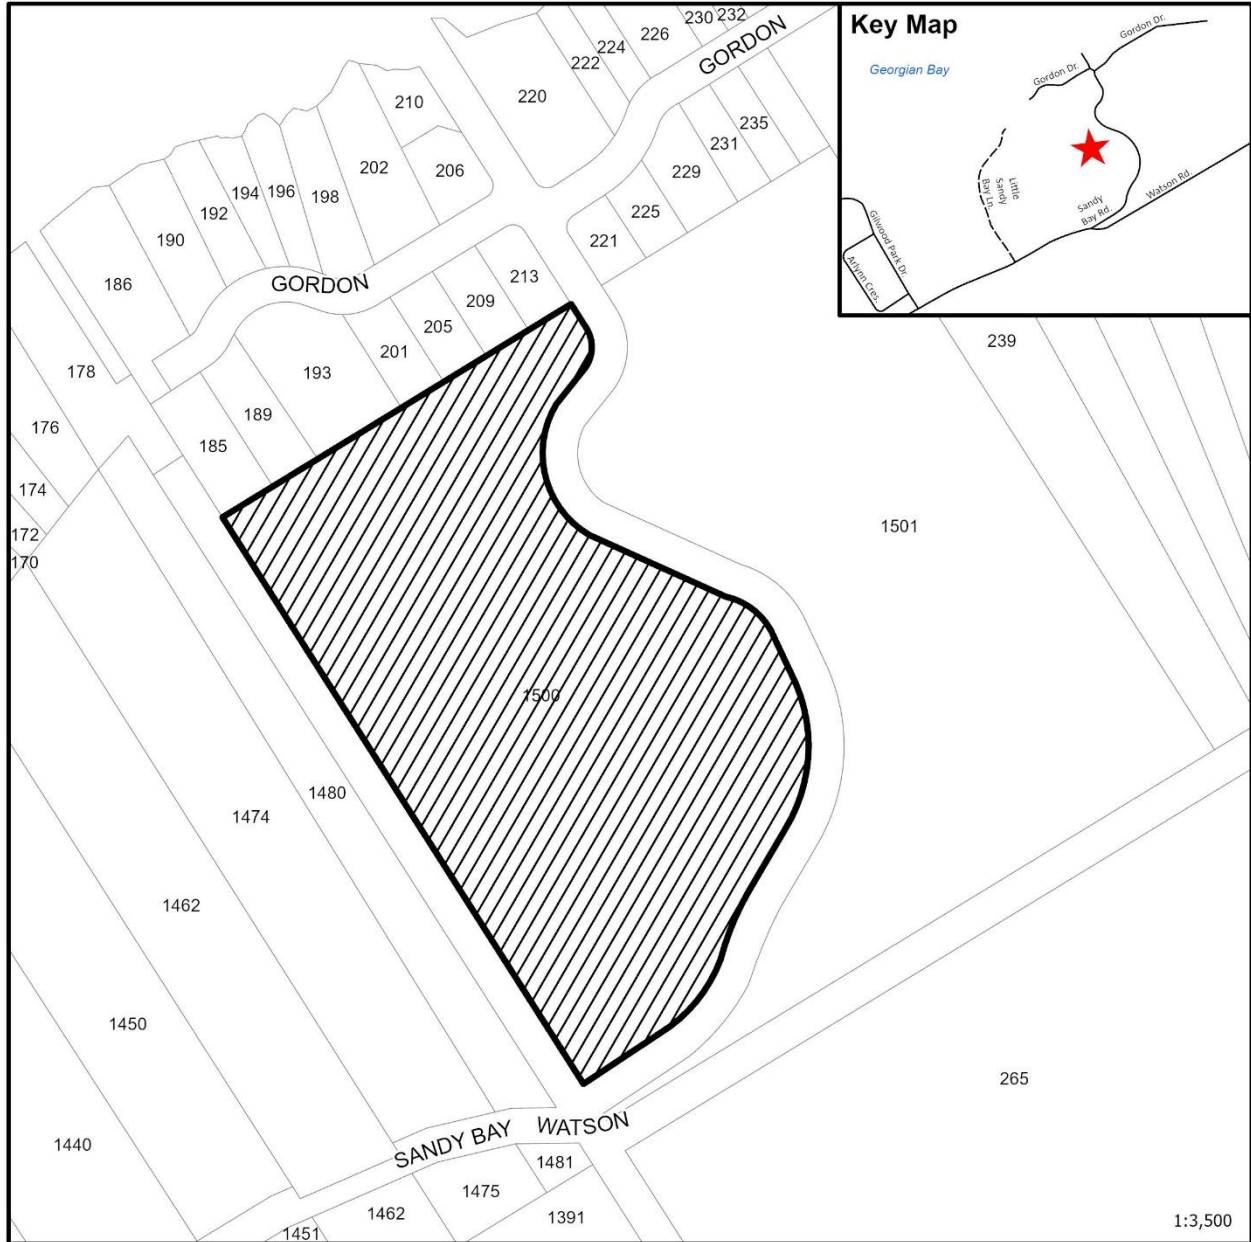 Key Map
Georgian Bay
Gordon Dr.
Gordon Dr.
Little
Sandy
Bay Ln.
Sandy
Bay Rd.
Watson Rd.
Gilwood Park Dr
Arlynn Cres.
230
232
226
224
222
220
GORDON
210
206
202
198
196
194
192
190
186
235
231
229
225
221
GORDON
213
209
205
201
193
189
185
178
176
174
172
170
239
1501
1500
1480
1474
1462
1450
1440
265
SANDY BAY
WATSON
1481
1475
1462
1451
1391
1:3,500